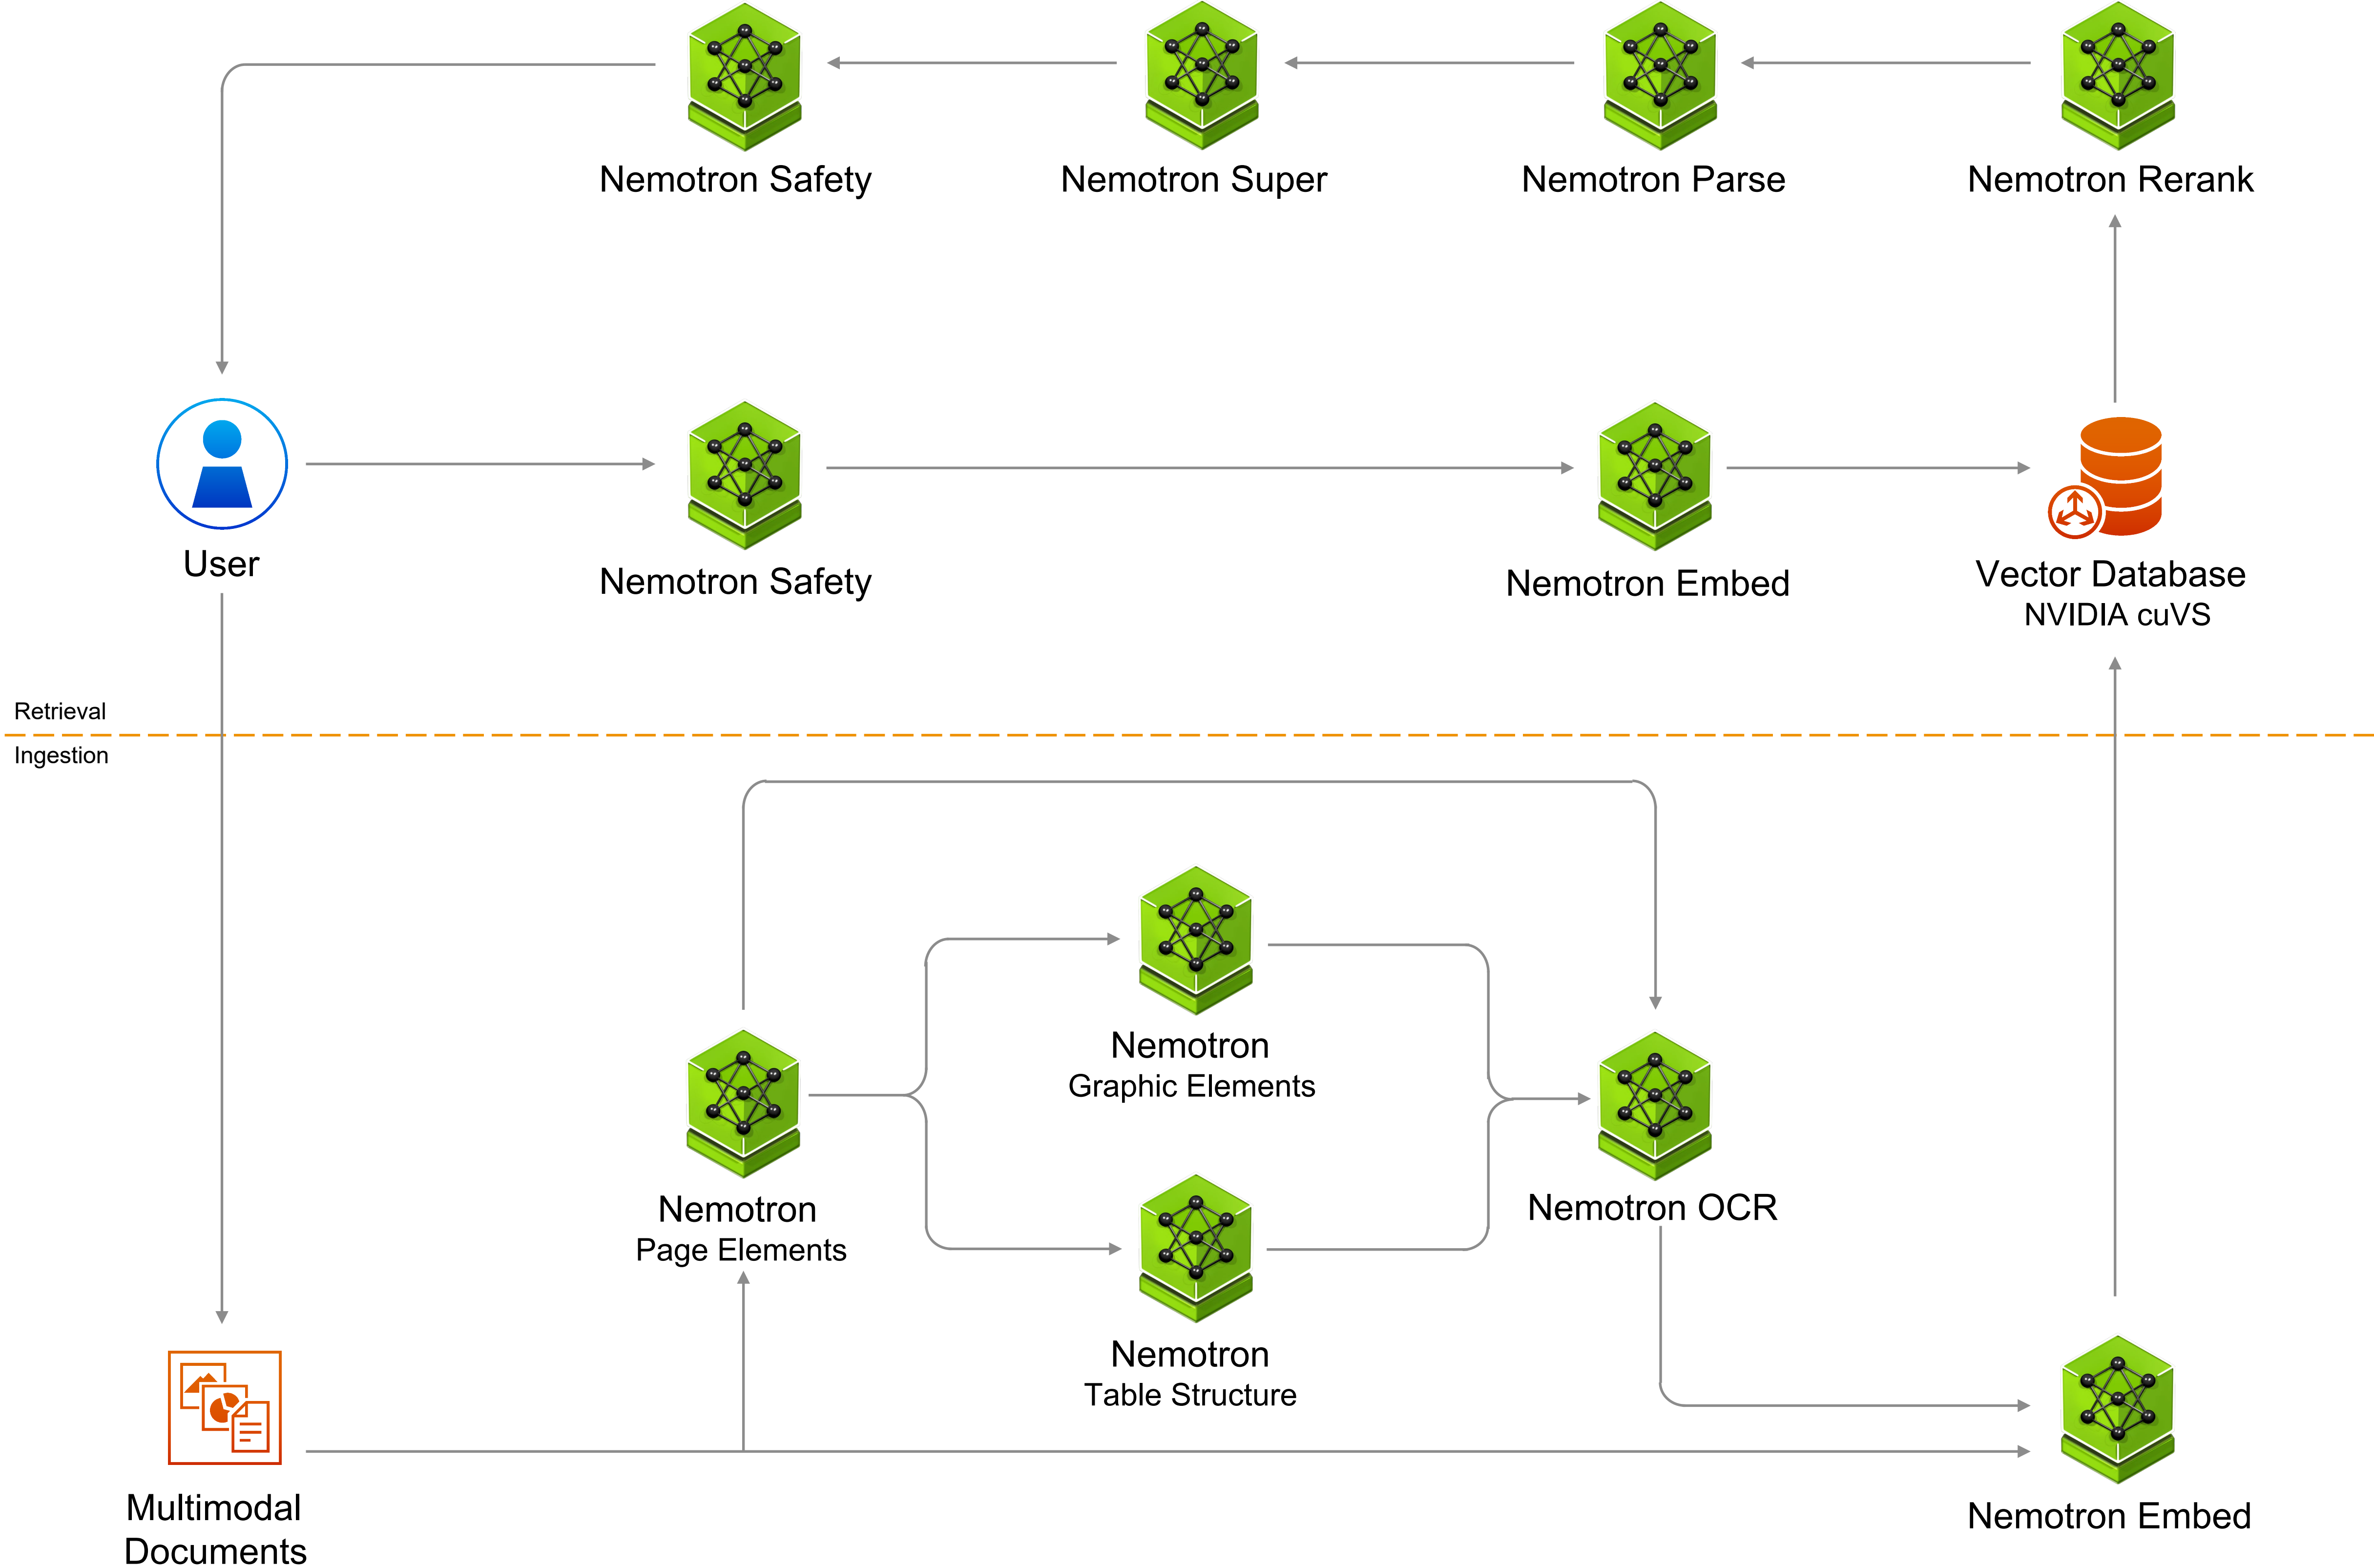 Nemotron Safety
Nemotron Super
Nemotron Parse
Nemotron Rerank
User
Nemotron Safety
Nemotron Embed
Vector Database
NVIDIA cuVS
Retrieval
Ingestion
Nemotron
Graphic Elements
Nemotron
Page Elements
Nemotron OCR
Nemotron
Table Structure
Multimodal
Documents
Nemotron Embed